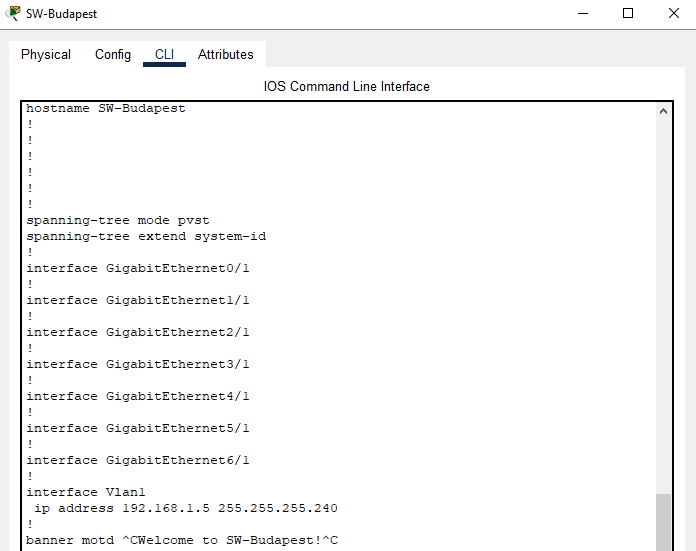 SW-Budapest
Physical Config CLI Attributes
IOS Command Line Interface
hostname SW-Budapest
!
!
!
!
!
!
spanning-tree mode pvst
spanning-tree extend system-id
!
interface GigabitEthernet0/1
!
interface GigabitEthernet1/1
!
interface GigabitEthernet2/1
!
interface GigabitEthernet3/1
!
interface GigabitEthernet4/1
!
interface GigabitEthernet5/1
!
interface GigabitEthernet6/1
!
interface Vlan1
 ip address 192.168.1.5 255.255.255.240
!
banner motd ^CWelcome to SW-Budapest!^C